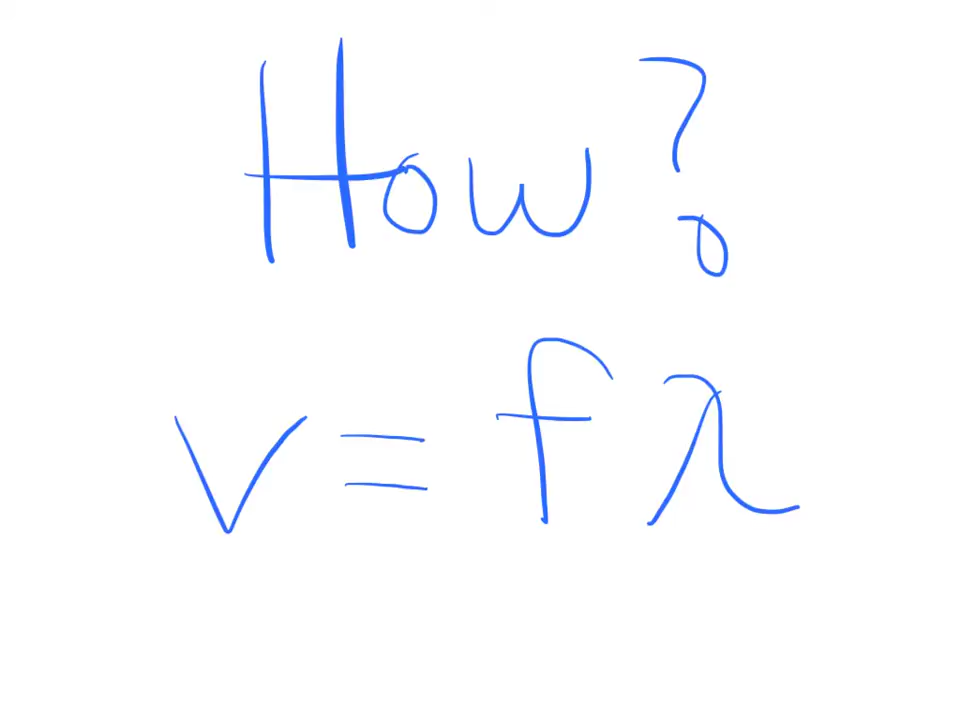 How?
v = fλ